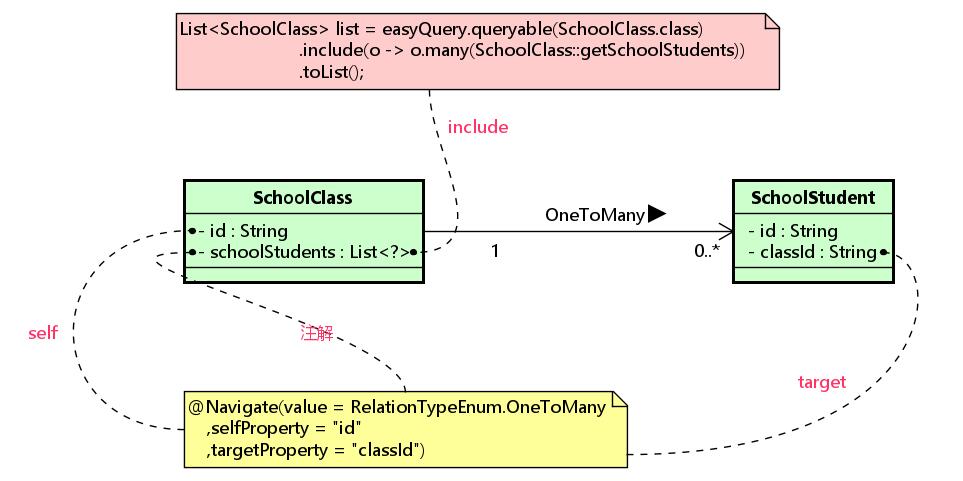 List<SchoolClass> list = easyQuery.queryable(SchoolClass.class)
.include(o -> o.many(SchoolClass::getSchoolStudents))
.toList();
include
SchoolClass
- id : String
- schoolStudents : List<?>
OneToMany
1
0..*
SchoolStudent
- id : String
- classId : String
self
注解
target
@Navigate(value = RelationTypeEnum.OneToMany
,selfProperty = "id"
,targetProperty = "classId")